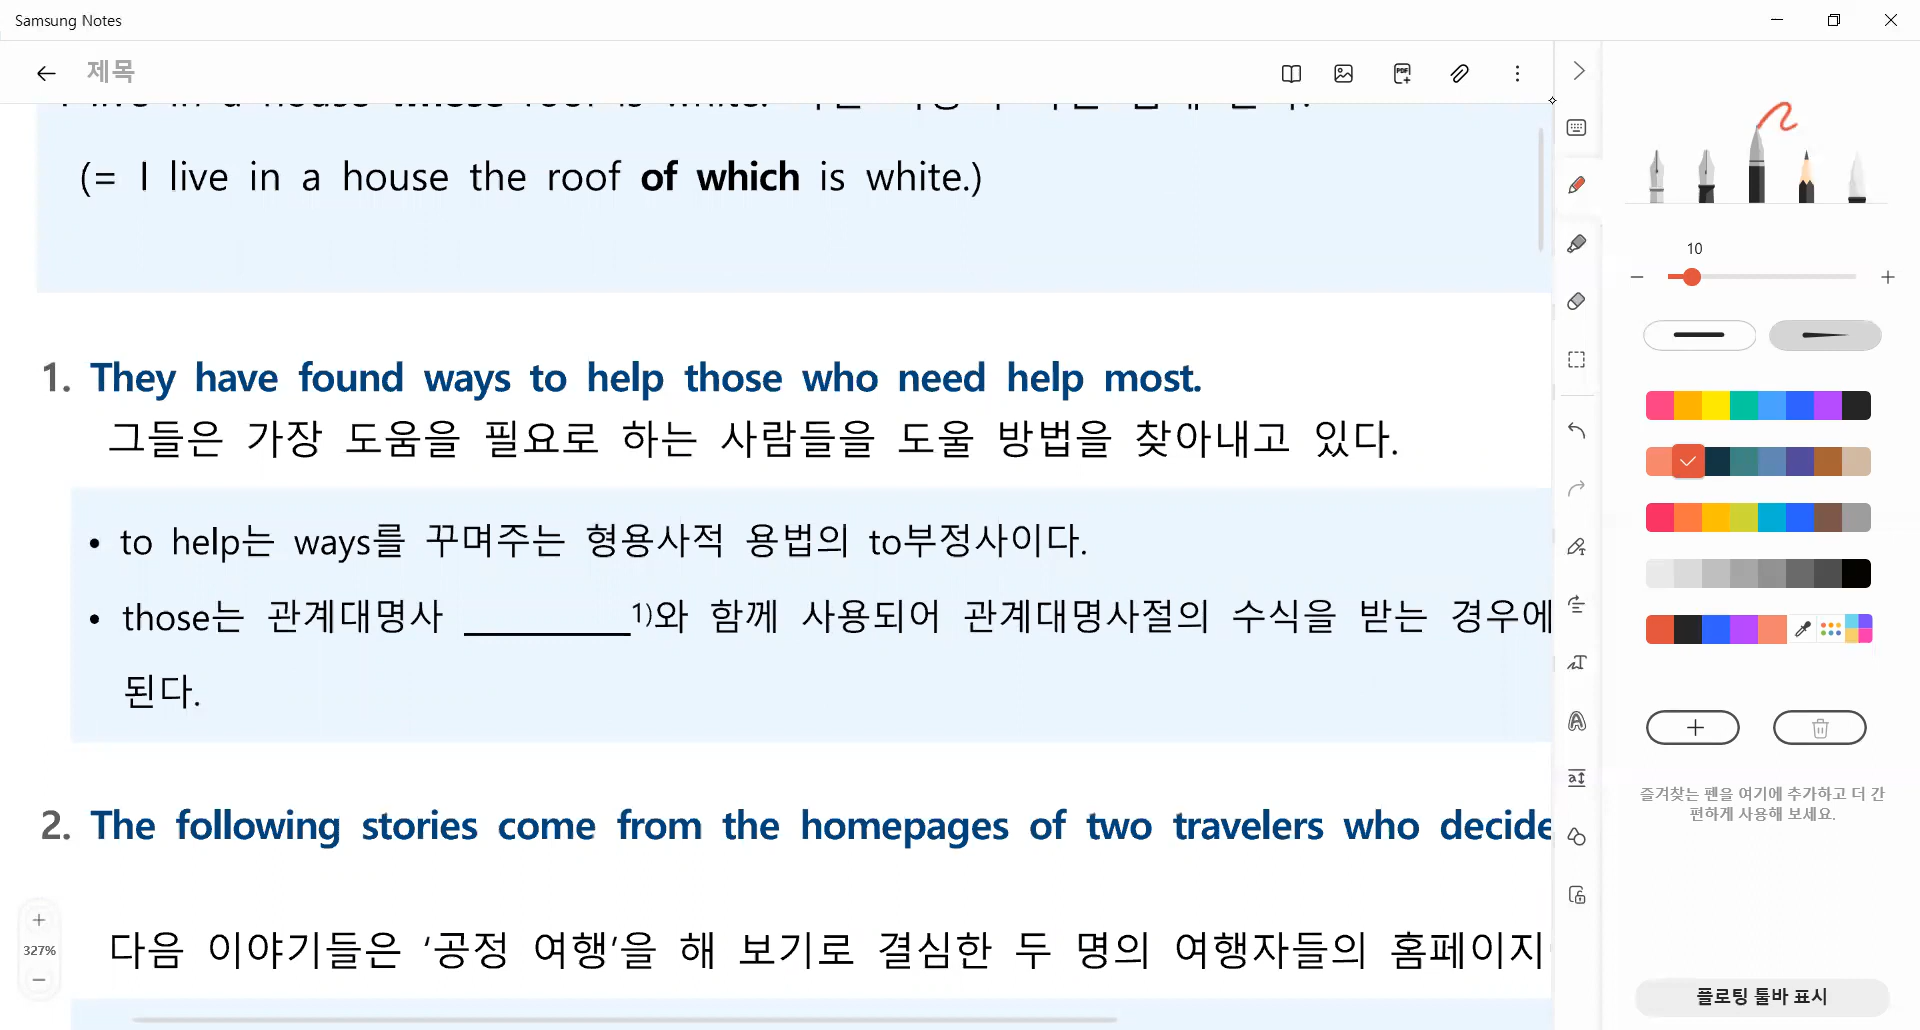 Samsung Notes
제목
I live in a house whose roof is white.
(= I live in a house the roof of which is white.)
1. They have found ways to help those who need help most.
그들은 가장 도움을 필요로 하는 사람들을 도울 방법을 찾아내고 있다.
• to help는 ways를 꾸며주는 형용사적 용법의 to부정사이다.
• those는 관계대명사 ________1)와 함께 사용되어 관계대명사절의 수식을 받는 경우에
된다.
2. The following stories come from the homepages of two travelers who decide
다음 이야기들은 ‘공정 여행’을 해 보기로 결심한 두 명의 여행자들의 홈페이지
327%
PDF
10
즐겨찾는 펜을 여기에 추가하고 더 간
편하게 사용해 보세요.
플로팅 툴바 표시